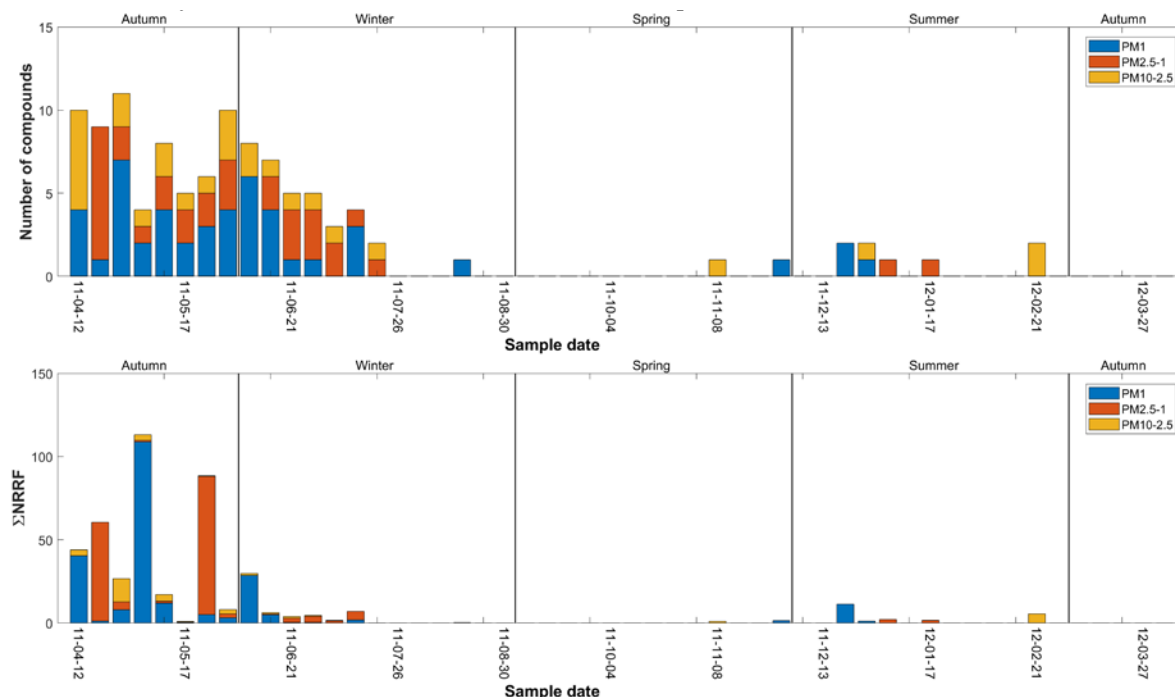 Autumn Winter Spring Summer Autumn
15
10
5
0
Number of compounds
PM1
PM2.5-1
PM10-2.5
11-04-12 11-05-17 11-06-21 11-07-26 11-08-30 11-10-04 11-11-08 11-12-13 12-01-17 12-02-21 12-03-27
Sample date
Autumn Winter Spring Summer Autumn
150
100
50
0
ΣNRRF
PM1
PM2.5-1
PM10-2.5
11-04-12 11-05-17 11-06-21 11-07-26 11-08-30 11-10-04 11-11-08 11-12-13 12-01-17 12-02-21 12-03-27
Sample date